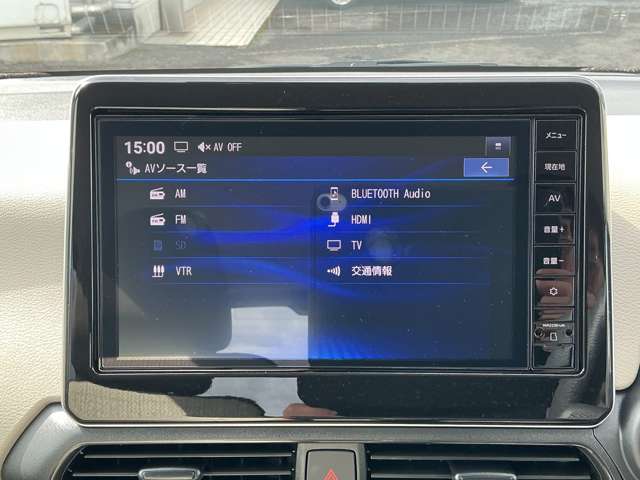 15:00 AV OFF
AVソース一覧
AM
FM
SD
VTR
BLUETOOTH Audio
HDMI
TV
交通情報
メニュー
現在地
AV
音量+
音量-